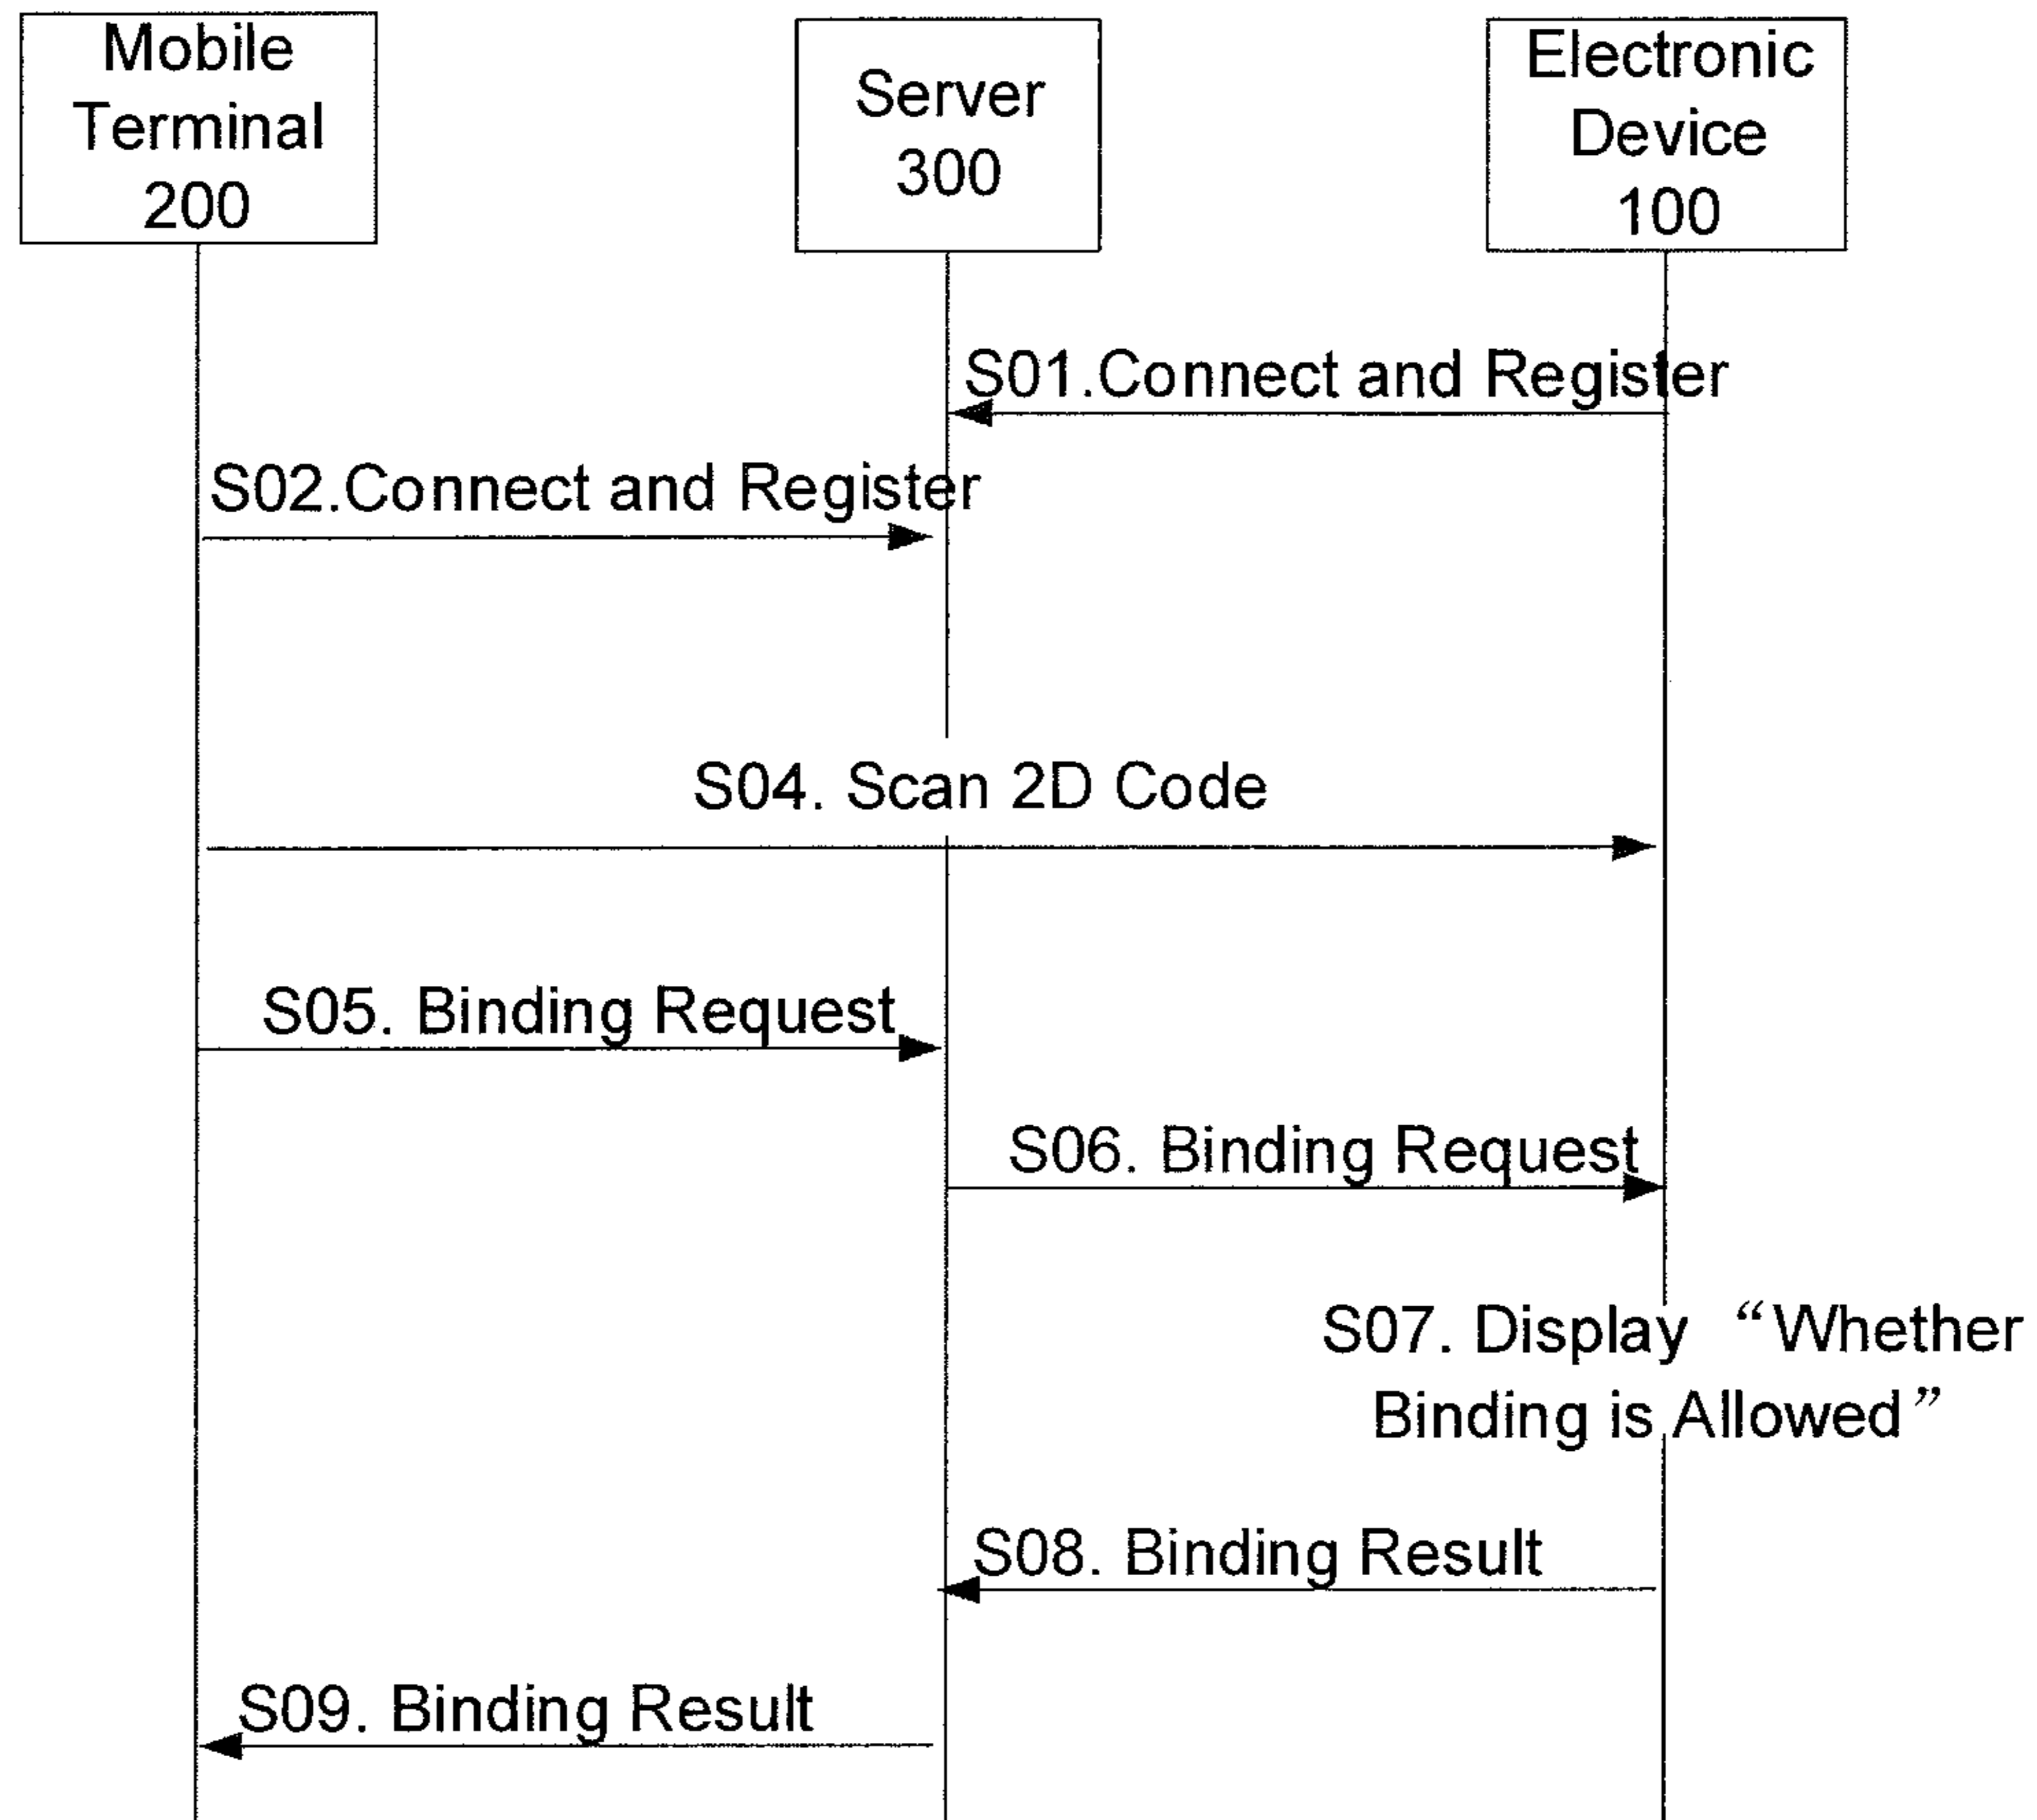 Mobile
Terminal
200
Server
300
Electronic
Device
100
S01.Connect and Register
S02.Connect and Register
S04. Scan 2D Code
S05. Binding Request
S06. Binding Request
S07. Display “Whether
Binding is Allowed”
S08. Binding Result
S09. Binding Result